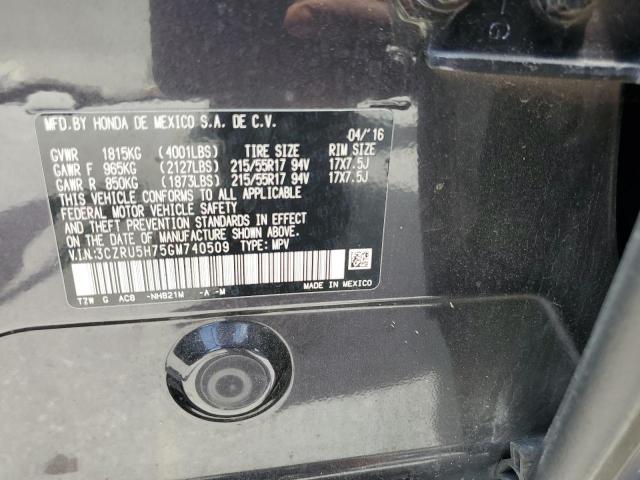 MFD.BY HONDA DE MEXICO S.A. DE C.V.
04/'16
GVWR 1815KG (4001LBS) TIRE SIZE RIM SIZE
GAWR F 965KG (2127LBS) 215/55R17 94V 17X7.5J
GAWR R 850KG (1873LBS) 215/55R17 94V 17X7.5J
THIS VEHICLE CONFORMS TO ALL APPLICABLE
FEDERAL MOTOR VEHICLE SAFETY
AND THEFT PREVENTION STANDARDS IN EFFECT
ON THE DATE OF MANUFACTURE SHOWN ABOVE.
V.I.N:3CZRU5H75GM740509 TYPE: MPV
TZW G AC8 -NH821M -A -M MADE IN MEXICO
G